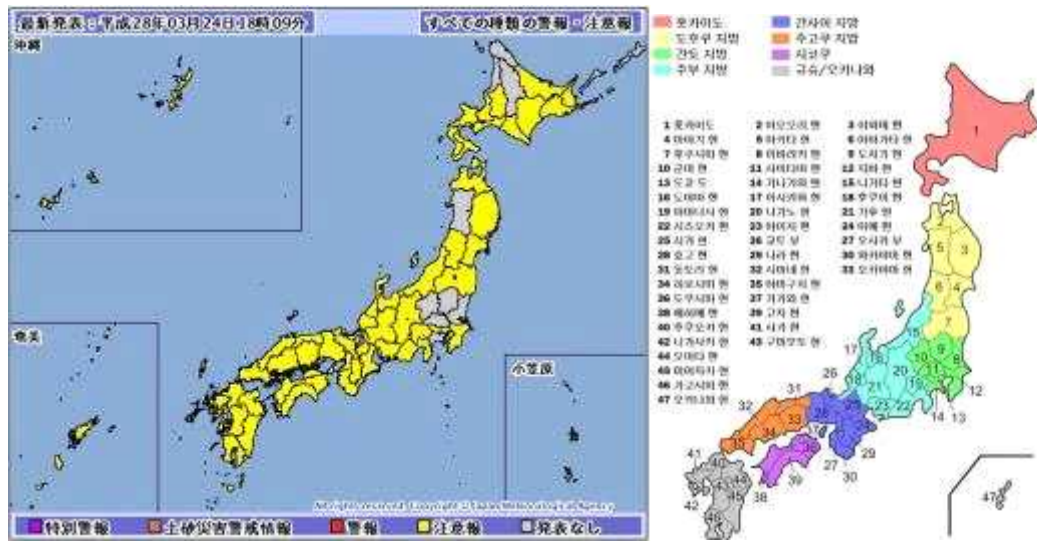 最新発表：平成28年03月24日18時09分 すべての種類の警報・注意報
沖縄
奄美
小笠原
All rights reserved. Copyright © Japan Meteorological Agency
特別警報 土砂災害警戒情報 警報 注意報 発表なし
홋카이도 간사이 지방
도호쿠 지방 주고쿠 지방
간토 지방 시코쿠
주부 지방 규슈/오키나와
1 홋카이도 2 아오모리 현 3 이와테 현
4 미야기 현 5 아키타 현 6 야마가타 현
7 후쿠시마 현 8 이바라키 현 9 도치기 현
10 군마 현 11 사이타마 현 12 지바 현
13 도쿄 도 14 가나가와 현 15 니가타 현
16 도야마 현 17 이시카와 현 18 후쿠이 현
19 야마나시 현 20 나가노 현 21 기후 현
22 시즈오카 현 23 아이치 현 24 미에 현
25 시가 현 26 교토 부 27 오사카 부
28 효고 현 29 나라 현 30 와카야마 현
31 돗토리 현 32 시마네 현 33 오카야마 현
34 히로시마 현 35 야마구치 현
36 도쿠시마 현 37 가가와 현
38 에히메 현 39 고치 현
40 후쿠오카 현 41 사가 현
42 나가사키 현 43 구마모토 현
44 오이타 현
45 미야자키 현
46 가고시마 현
47 오키나와 현